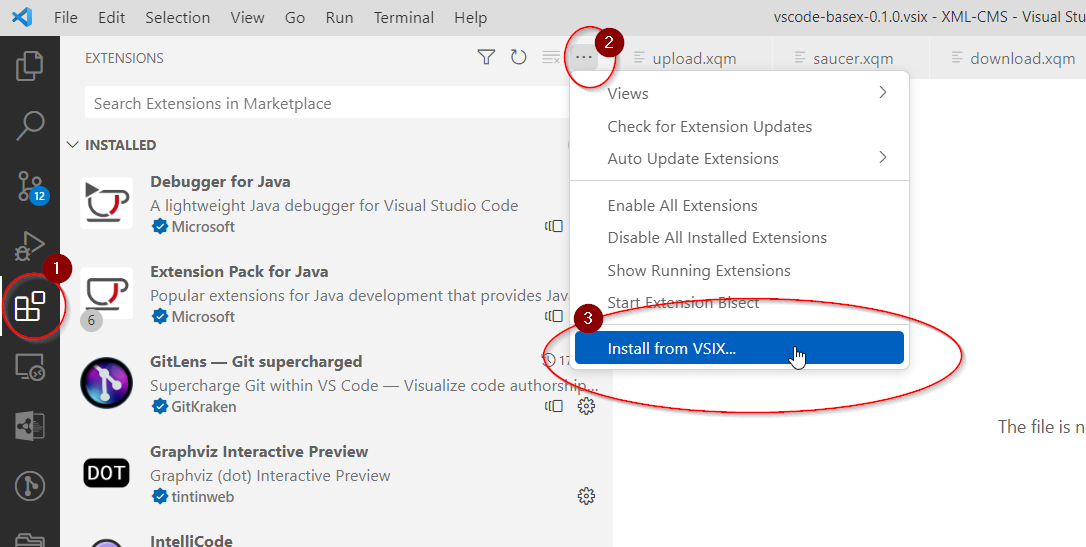 File Edit Selection View Go Run Terminal Help vscode-basex-0.1.0.vsix - XML-CMS - Visual Stu
EXTENSIONS
2
upload.xqm saucer.xqm download.xqm
Search Extensions in Marketplace
Views
Check for Extension Updates
Auto Update Extensions
Enable All Extensions
Disable All Installed Extensions
Show Running Extensions
Start Extension Bisect
3
Install from VSIX...
INSTALLED
Debugger for Java
A lightweight Java debugger for Visual Studio Code
Microsoft
12
1
Extension Pack for Java
Popular extensions for Java development that provides Jav
6
Microsoft
GitLens — Git supercharged
17
Supercharge Git within VS Code — Visualize code authorship...
GitKraken
The file is n
Graphviz Interactive Preview
DOT
Graphviz (dot) Interactive Preview
tintinweb
IntelliCode